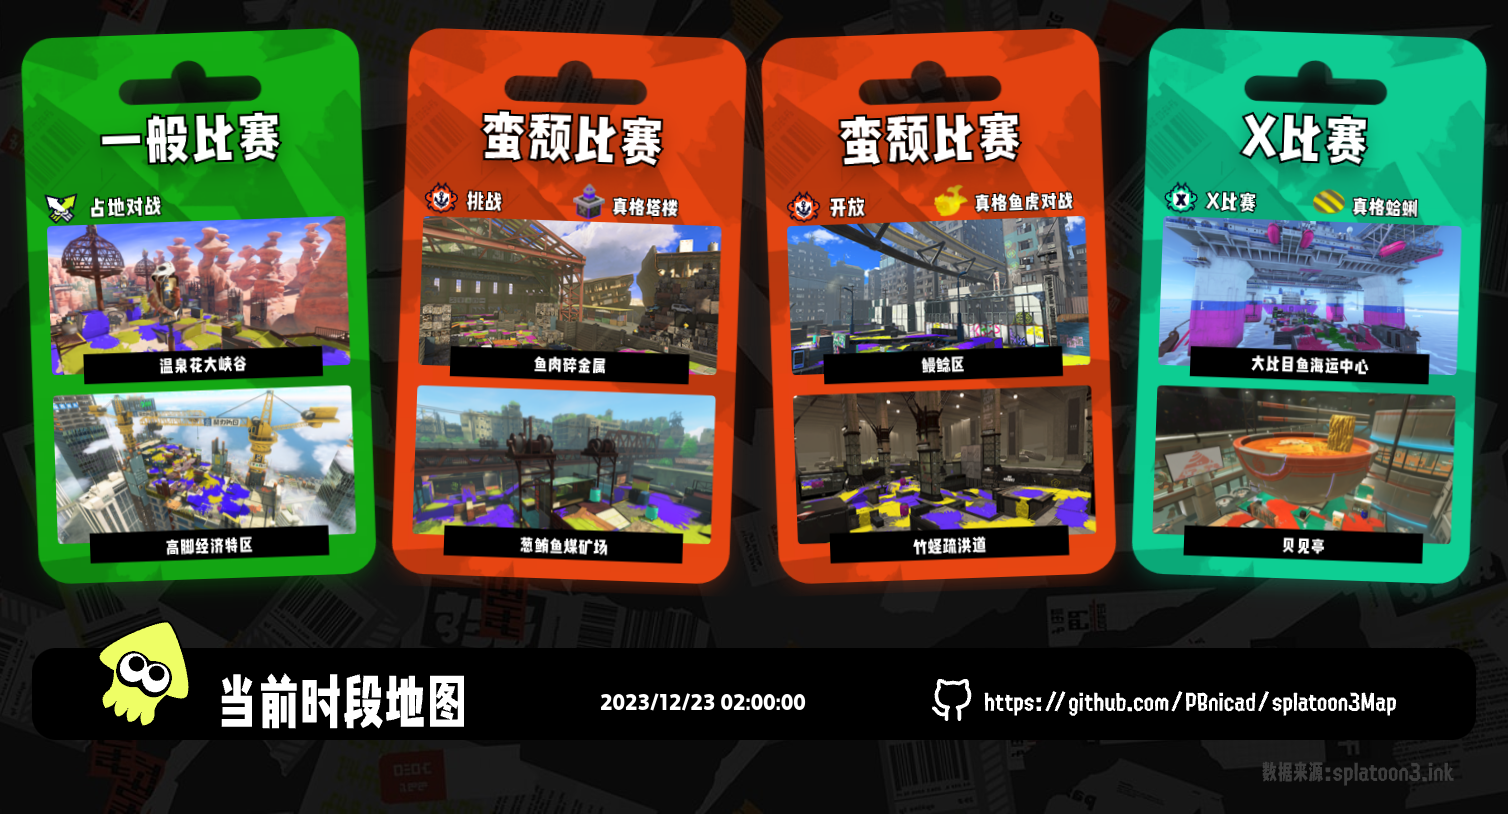 一般比赛
占地对战
温泉花大峡谷
高脚经济特区
蛮颓比赛
挑战
真格塔楼
鱼肉碎金属
葱鲔鱼煤矿场
蛮颓比赛
开放
真格鱼虎对战
鳗鲶区
竹蛏疏洪道
X比赛
X比赛
真格蛤蜊
大比目鱼海运中心
贝见亭
当前时段地图
2023/12/23 02:00:00
https://github.com/PBnicad/splatoon3Map
数据来源:splatoon3.ink